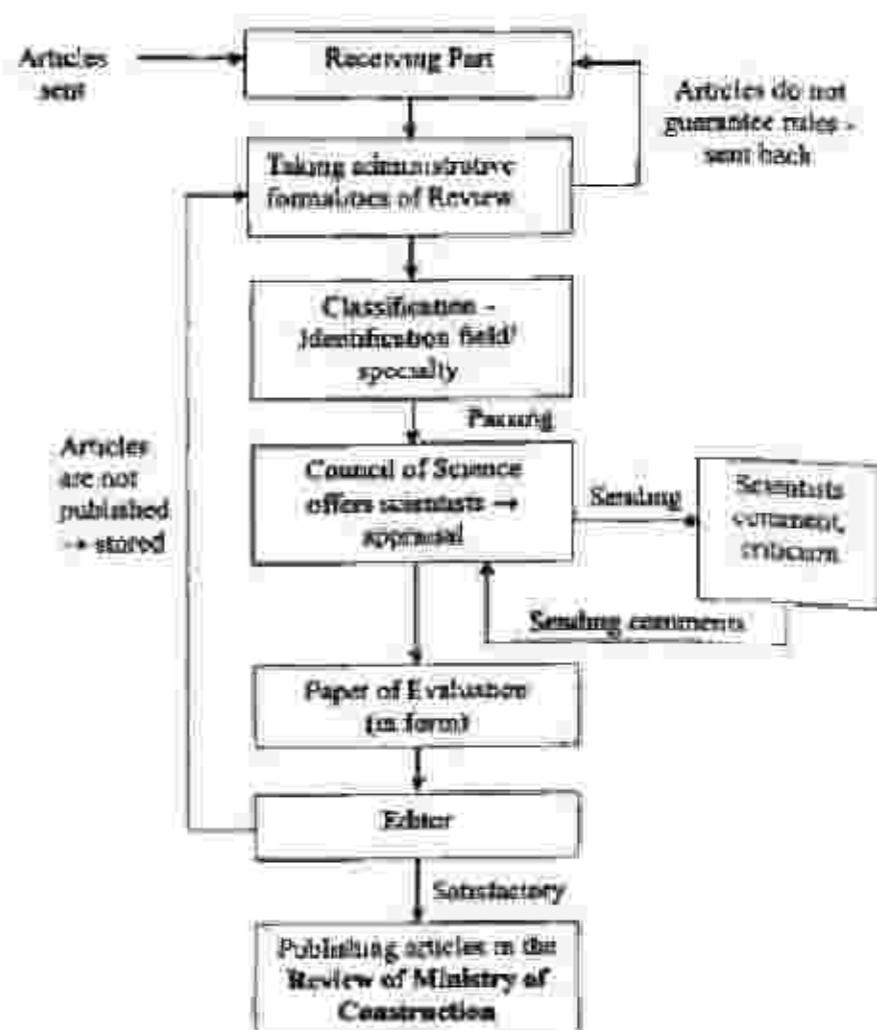 Articles
sent
Receiving Part
Articles do not
guarantee rules -
sent back
Taking administrative
formalities of Review
Classification -
Identification field/
specialty
Passing
Articles
are not
published
→ stored
Council of Science
offers scientists →
appraisal
Sending
Scientists
comment,
criticism
Sending comments
Paper of Evaluation
(in form)
Editor
Satisfactory
Publishing articles in the
Review of Ministry of
Construction